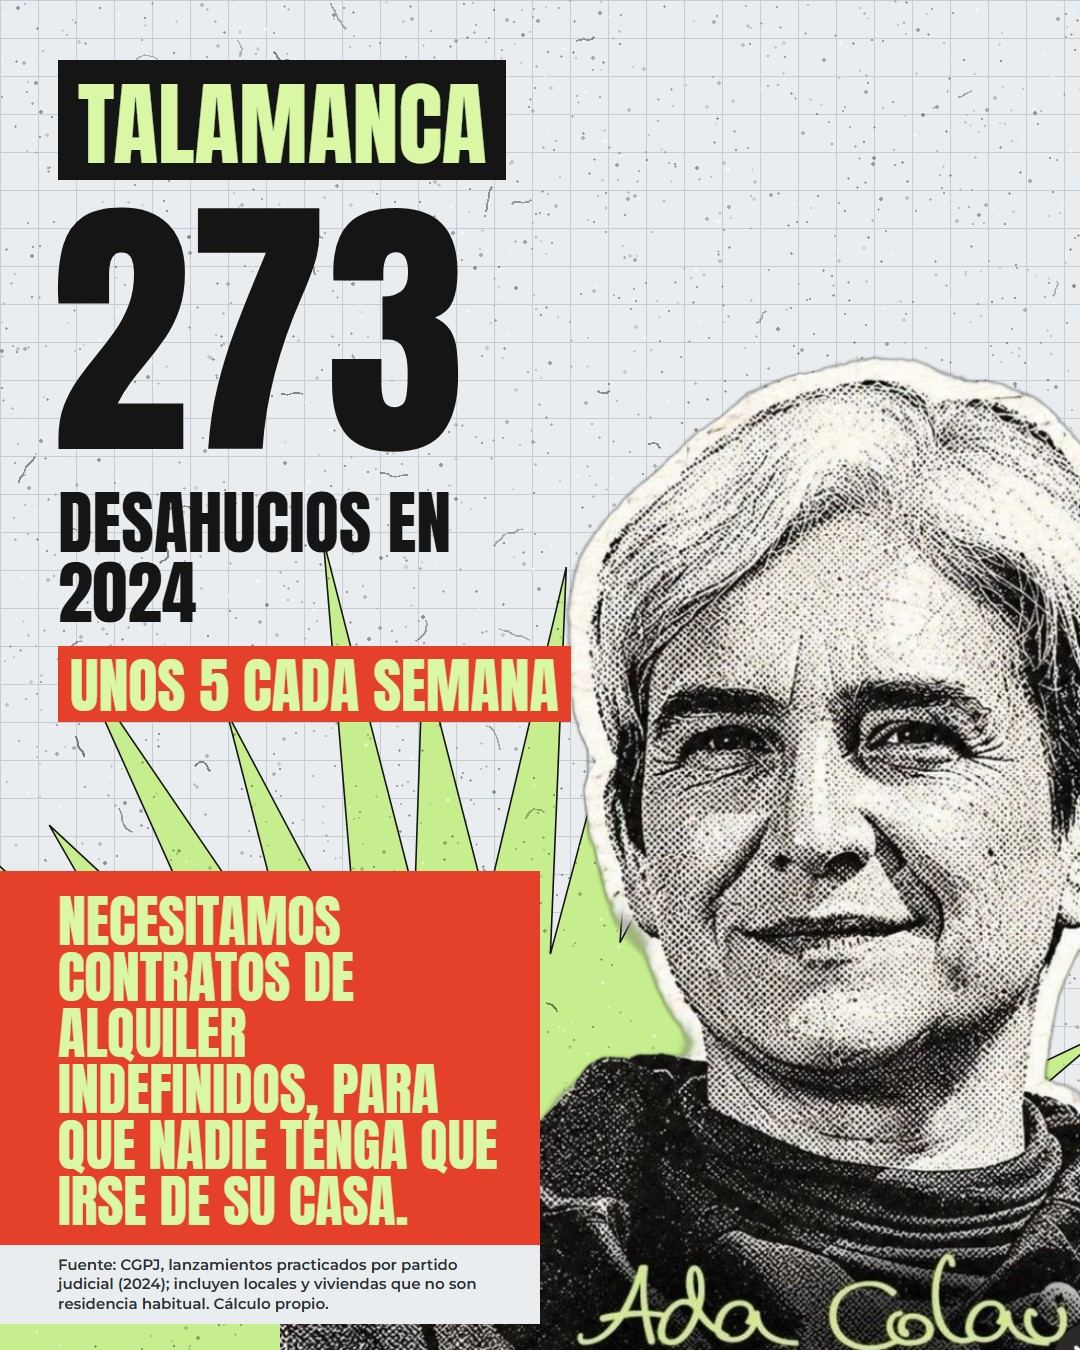 TALAMANCA
273
DESAHUCIOS EN
2024
UNOS 5 CADA SEMANA
NECESITAMOS
CONTRATOS DE
ALQUILER
INDEFINIDOS, PARA
QUE NADIE TENGA QUE
IRSE DE SU CASA.
Fuente: CGPJ, lanzamientos practicados por partido
judicial (2024); incluyen locales y viviendas que no son
residencia habitual. Cálculo propio.
Ada Colau